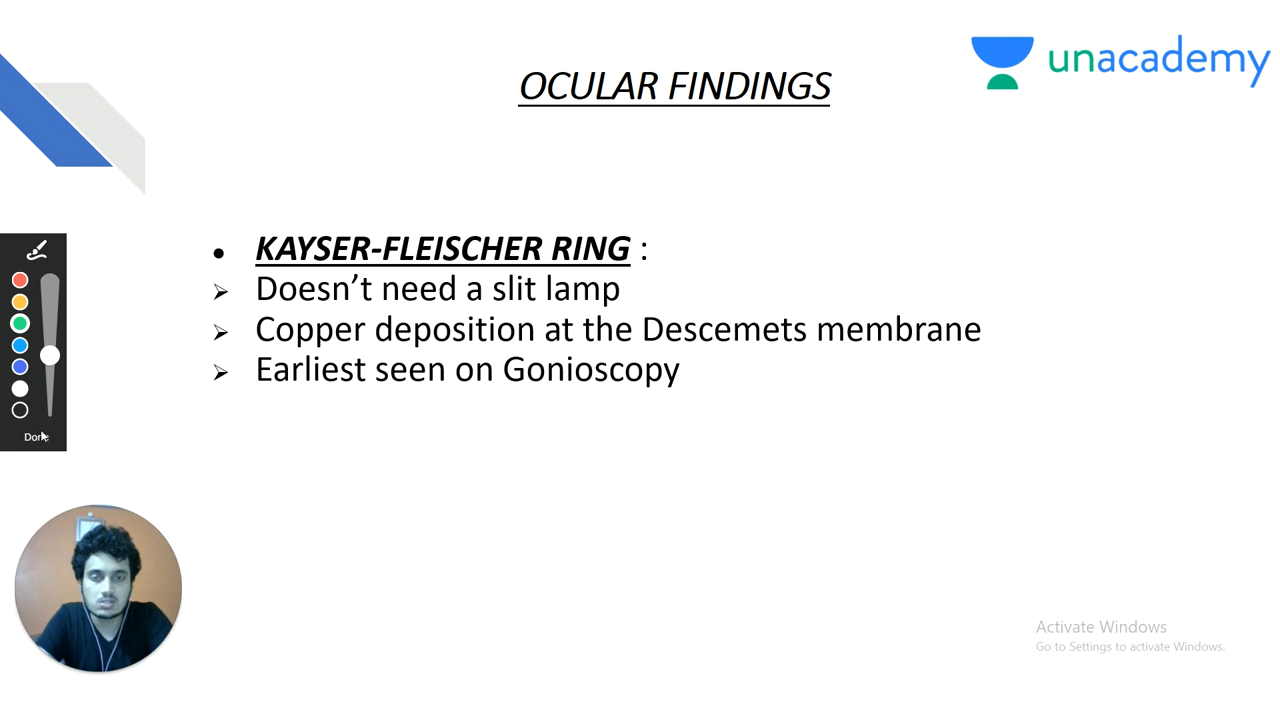 unacademy
OCULAR FINDINGS
KAYSER-FLEISCHER RING :
Doesn’t need a slit lamp
Copper deposition at the Descemets membrane
Earliest seen on Gonioscopy
Done
Activate Windows
Go to Settings to activate Windows.